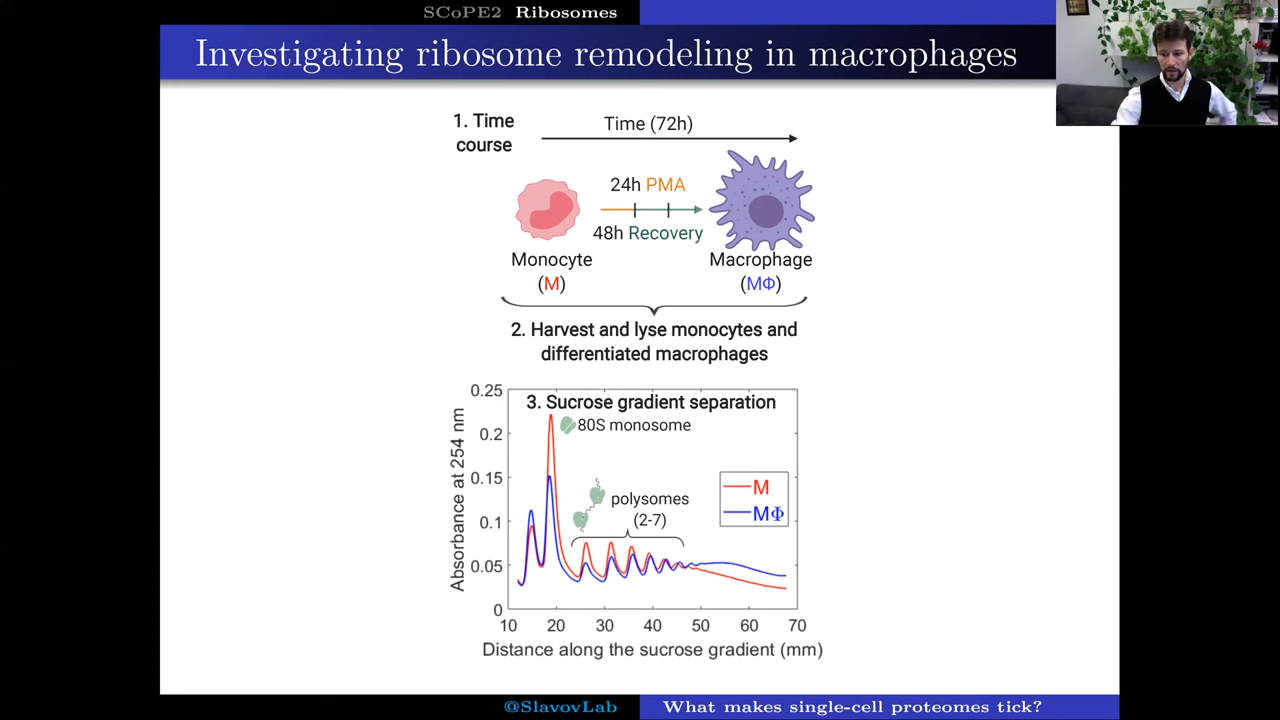 SCoPE2 Ribosomes
Investigating ribosome remodeling in macrophages
1. Time
course
Time (72h)
24h PMA
48h Recovery
Monocyte
(M)
Macrophage
(MΦ)
2. Harvest and lyse monocytes and
differentiated macrophages
3. Sucrose gradient separation
80S monosome
polysomes
(2-7)
M
MΦ
Absorbance at 254 nm
0.25
0.2
0.15
0.1
0.05
0
10 20 30 40 50 60 70
Distance along the sucrose gradient (mm)
@SlavovLab What makes single-cell proteomes tick?